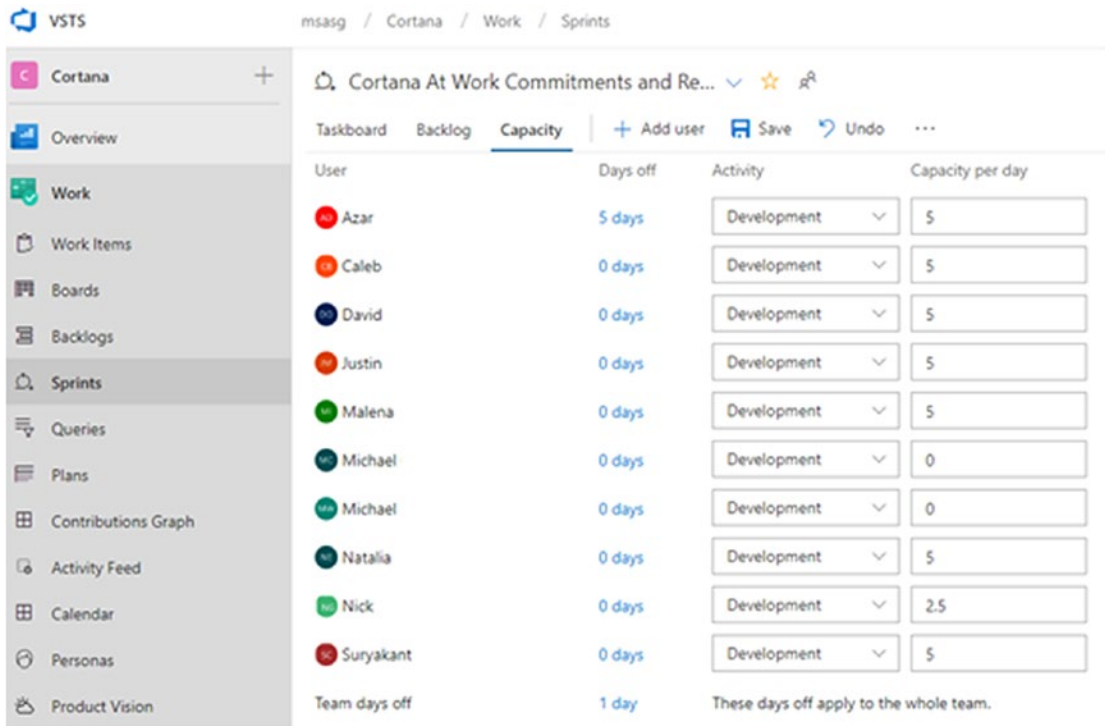 VSTS
msasg / Cortana / Work / Sprints
C Cortana
Cortana At Work Commitments and Re...
Overview
Taskboard Backlog Capacity + Add user Save Undo ...
User Days off Activity Capacity per day
Work
Azar 5 days Development 5
Work Items
Caleb 0 days Development 5
Boards
David 0 days Development 5
Backlogs
Justin 0 days Development 5
Sprints
Malena 0 days Development 5
Queries
Michael 0 days Development 0
Plans
Michael 0 days Development 0
Contributions Graph
Natalia 0 days Development 5
Activity Feed
Nick 0 days Development 2.5
Calendar
Suryakant 0 days Development 5
Personas
Team days off 1 day These days off apply to the whole team.
Product Vision